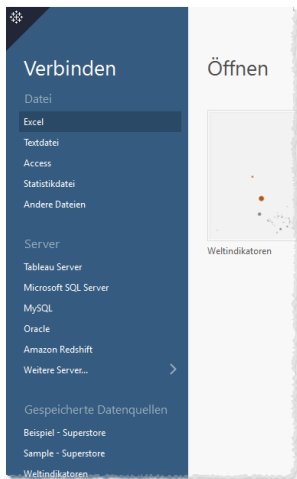 Verbinden
Datei
Excel
Textdatei
Access
Statistikdatei
Andere Dateien
Server
Tableau Server
Microsoft SQL Server
MySQL
Oracle
Amazon Redshift
Weitere Server...
Gespeicherte Datenquellen
Beispiel - Superstore
Sample - Superstore
Weltindikatoren
Öffnen
Weltindikatoren